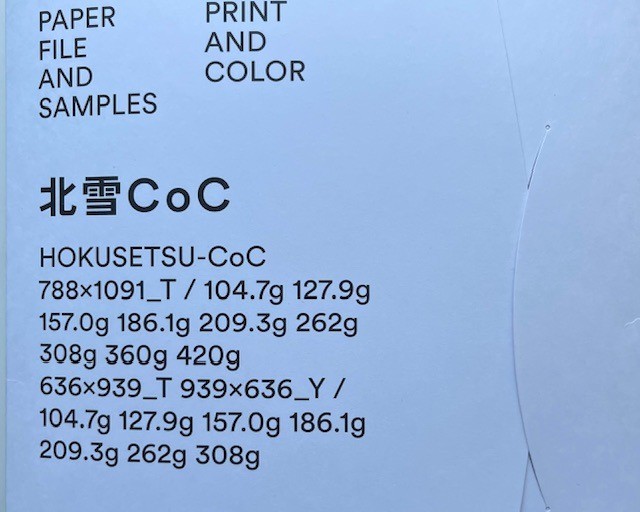 PAPER
FILE
AND
SAMPLES
PRINT
AND
COLOR
北雪CoC
HOKUSETSU-CoC
788×1091_T / 104.7g 127.9g
157.0g 186.1g 209.3g 262g
308g 360g 420g
636×939_T 939×636_Y /
104.7g 127.9g 157.0g 186.1g
209.3g 262g 308g